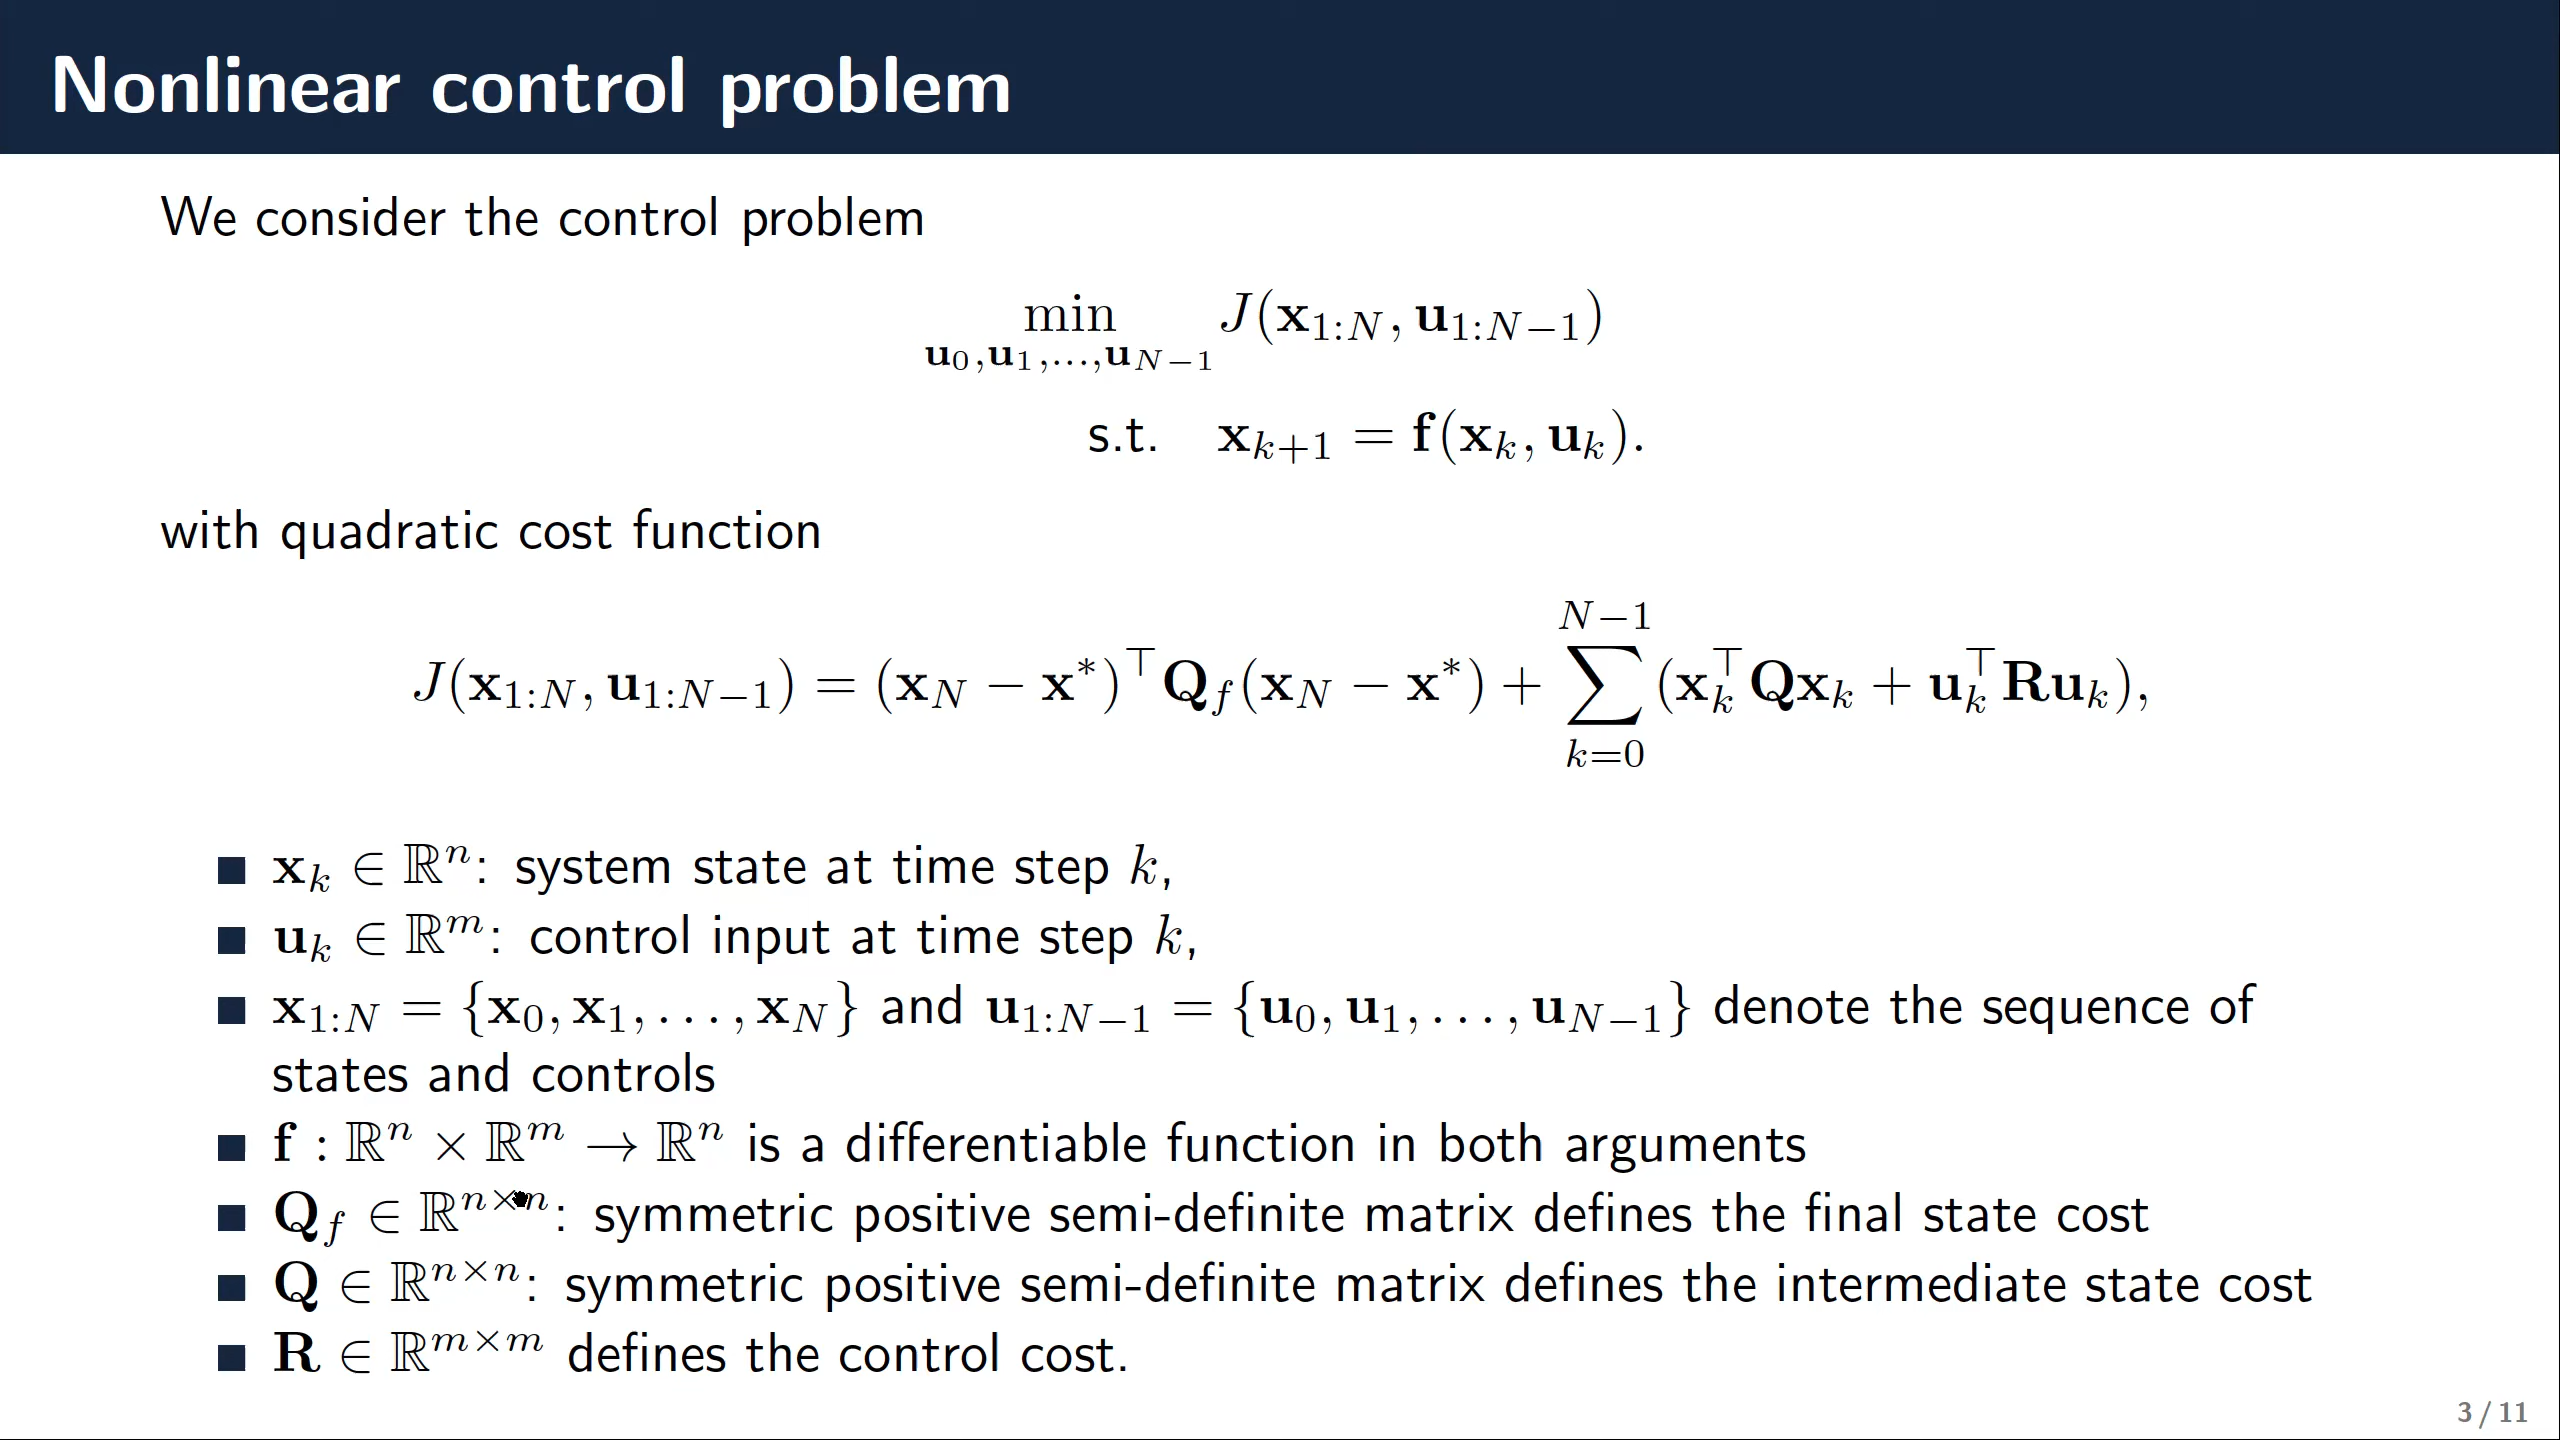 Nonlinear control problem
We consider the control problem
min J(𝐱₁:N, 𝐮₁:N−1)
𝐮₀,𝐮₁,...,𝐮N−1
s.t. 𝐱k+1 = 𝐟(𝐱k, 𝐮k).
with quadratic cost function
J(𝐱₁:N, 𝐮₁:N−1) = (𝐱N − 𝐱*)⊤𝐐f(𝐱N − 𝐱*) + ∑_{k=0}^{N−1} (𝐱k⊤𝐐𝐱k + 𝐮k⊤𝐑𝐮k),
■ 𝐱k ∈ ℝⁿ: system state at time step k,
■ 𝐮k ∈ ℝᵐ: control input at time step k,
■ 𝐱₁:N = {𝐱₀, 𝐱₁, . . . , 𝐱N} and 𝐮₁:N−1 = {𝐮₀, 𝐮₁, . . . , 𝐮N−1} denote the sequence of
states and controls
■ 𝐟 : ℝⁿ × ℝᵐ → ℝⁿ is a differentiable function in both arguments
■ 𝐐f ∈ ℝⁿˣⁿ: symmetric positive semi-definite matrix defines the final state cost
■ 𝐐 ∈ ℝⁿˣⁿ: symmetric positive semi-definite matrix defines the intermediate state cost
■ 𝐑 ∈ ℝᵐˣᵐ defines the control cost.
3 / 11